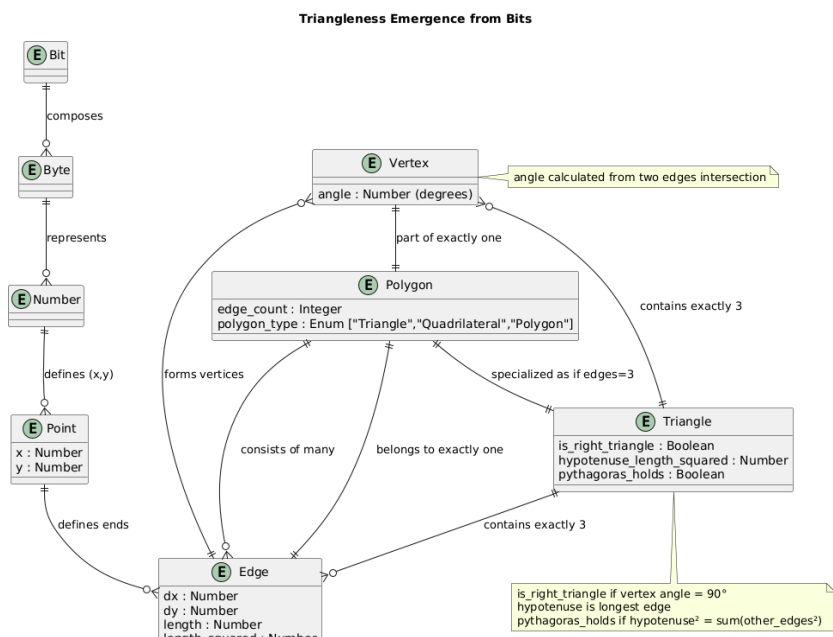 Triangleness Emergence from Bits
E Bit
composes
E Byte
represents
E Number
defines (x,y)
E Point
x : Number
y : Number
defines ends
E Vertex
angle : Number (degrees)
angle calculated from two edges intersection
part of exactly one
E Polygon
edge_count : Integer
polygon_type : Enum ["Triangle","Quadrilateral","Polygon"]
contains exactly 3
forms vertices
specialized as if edges=3
consists of many
belongs to exactly one
E Triangle
is_right_triangle : Boolean
hypotenuse_length_squared : Number
pythagoras_holds : Boolean
contains exactly 3
E Edge
dx : Number
dy : Number
length : Number
length_squared : Number
is_right_triangle if vertex angle = 90°
hypotenuse is longest edge
pythagoras_holds if hypotenuse² = sum(other_edges²)